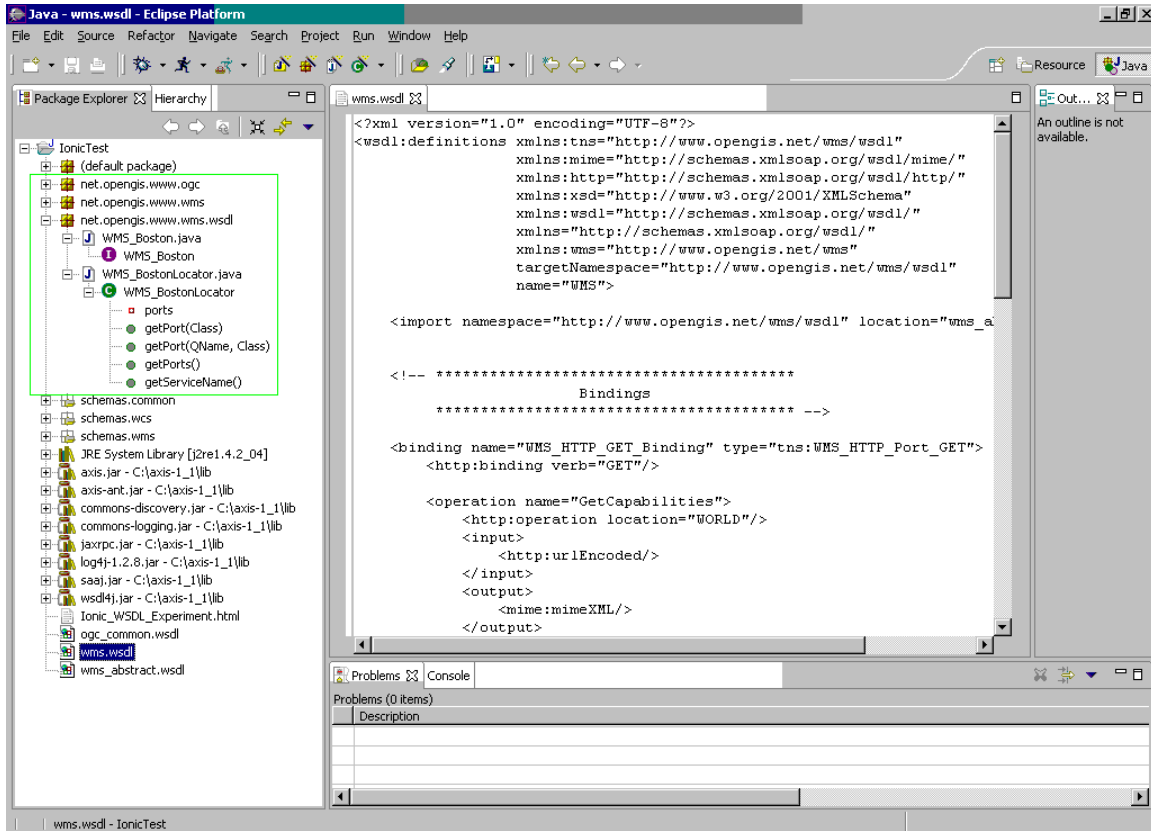 Java - wms.wsdl - Eclipse Platform
File Edit Source Refactor Navigate Search Project Run Window Help
Resource Java
Package Explorer Hierarchy
IonicTest
(default package)
net.opengis.www.ogc
net.opengis.www.wms
net.opengis.www.wms.wsdl
WMS_Boston.java
WMS_Boston
WMS_BostonLocator.java
WMS_BostonLocator
ports
getPort(Class)
getPort(QName, Class)
getPorts()
getServiceName()
schemas.common
schemas.wcs
schemas.wms
JRE System Library [j2re1.4.2_04]
axis.jar - C:\axis-1_1\lib
axis-ant.jar - C:\axis-1_1\lib
commons-discovery.jar - C:\axis-1_1\lib
commons-logging.jar - C:\axis-1_1\lib
jaxrpc.jar - C:\axis-1_1\lib
log4j-1.2.8.jar - C:\axis-1_1\lib
saaj.jar - C:\axis-1_1\lib
wsdl4j.jar - C:\axis-1_1\lib
Ionic_WSDL_Experiment.html
ogc_common.wsdl
wms.wsdl
wms_abstract.wsdl
wms.wsdl
<?xml version="1.0" encoding="UTF-8"?>
<wsdl:definitions xmlns:tns="http://www.opengis.net/wms/wsdl"
xmlns:mime="http://schemas.xmlsoap.org/wsdl/mime/"
xmlns:http="http://schemas.xmlsoap.org/wsdl/http/"
xmlns:xsd="http://www.w3.org/2001/XMLSchema"
xmlns:wsdl="http://schemas.xmlsoap.org/wsdl/"
xmlns="http://schemas.xmlsoap.org/wsdl/"
xmlns:wms="http://www.opengis.net/wms"
targetNamespace="http://www.opengis.net/wms/wsdl"
name="WMS">
<import namespace="http://www.opengis.net/wms/wsdl" location="wms_a
<!-- ****************************************
Bindings
**************************************** -->
<binding name="WMS_HTTP_GET_Binding" type="tns:WMS_HTTP_Port_GET">
<http:binding verb="GET"/>
<operation name="GetCapabilities">
<http:operation location="WORLD"/>
<input>
<http:urlEncoded/>
</input>
<output>
<mime:mimeXML/>
</output>
Out...
An outline is not
available.
Problems Console
Problems (0 items)
Description
wms.wsdl - IonicTest